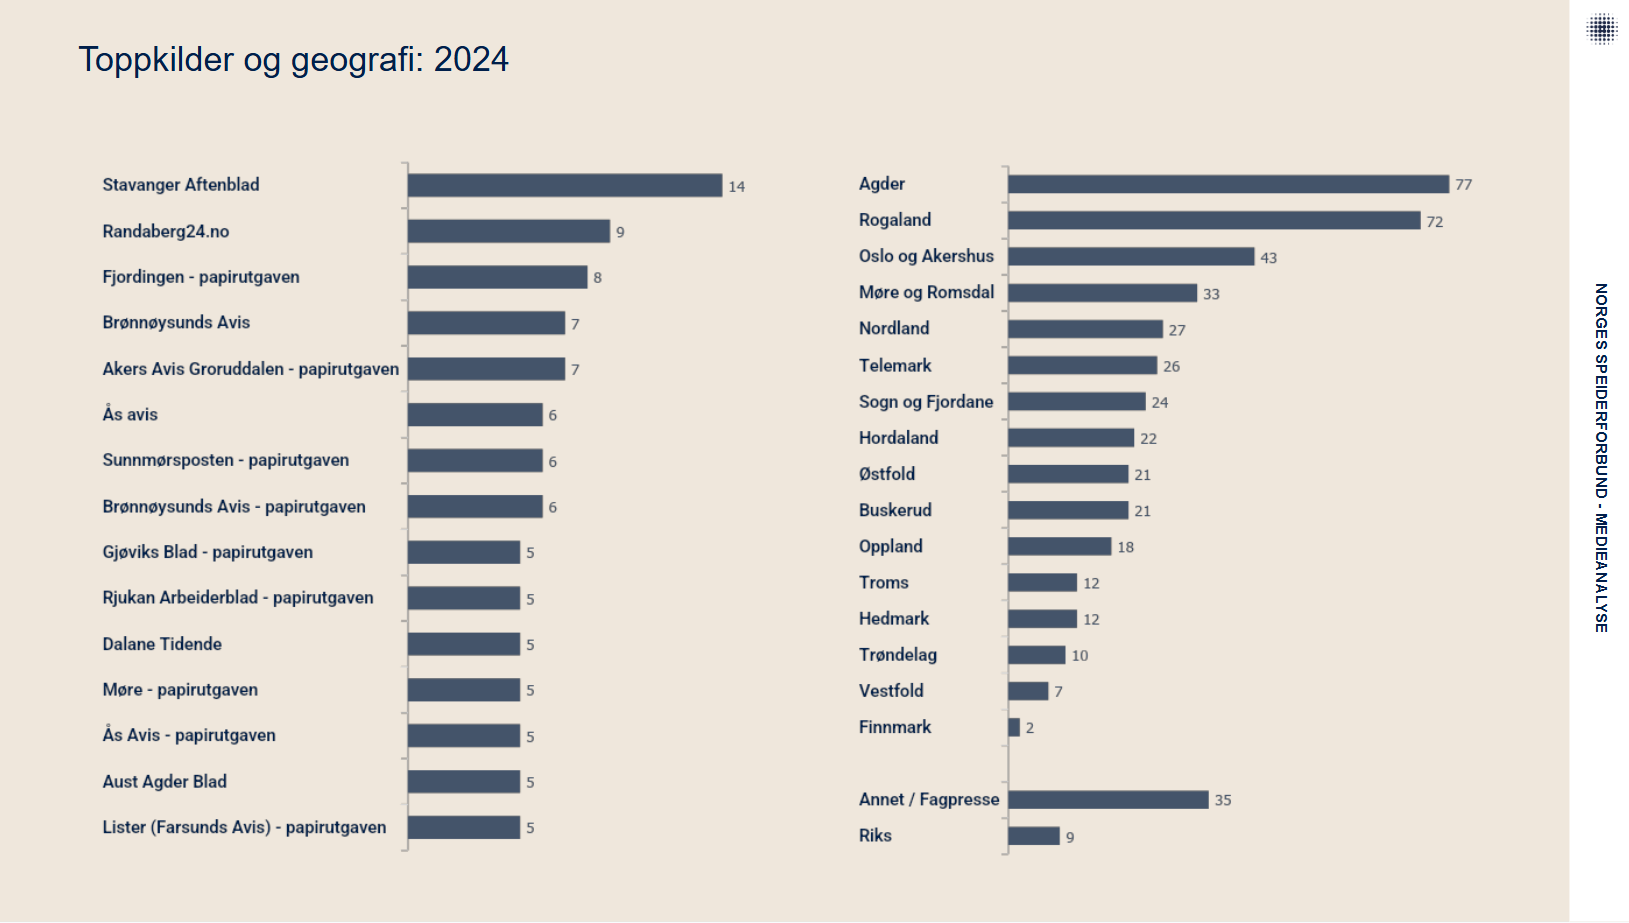 Toppkilder og geografi: 2024
Stavanger Aftenblad 14
Randaberg24.no 9
Fjordingen - papirutgaven 8
Brønnøysunds Avis 7
Akers Avis Groruddalen - papirutgaven 7
Ås avis 6
Sunnmørsposten - papirutgaven 6
Brønnøysunds Avis - papirutgaven 6
Gjøviks Blad - papirutgaven 5
Rjukan Arbeiderblad - papirutgaven 5
Dalane Tidende 5
Møre - papirutgaven 5
Ås Avis - papirutgaven 5
Aust Agder Blad 5
Lister (Farsunds Avis) - papirutgaven 5
Agder 77
Rogaland 72
Oslo og Akershus 43
Møre og Romsdal 33
Nordland 27
Telemark 26
Sogn og Fjordane 24
Hordaland 22
Østfold 21
Buskerud 21
Oppland 18
Troms 12
Hedmark 12
Trøndelag 10
Vestfold 7
Finnmark 2
Annet / Fagpresse 35
Riks 9
NORGES SPEIDERFORBUND - MEDIEANALYSE